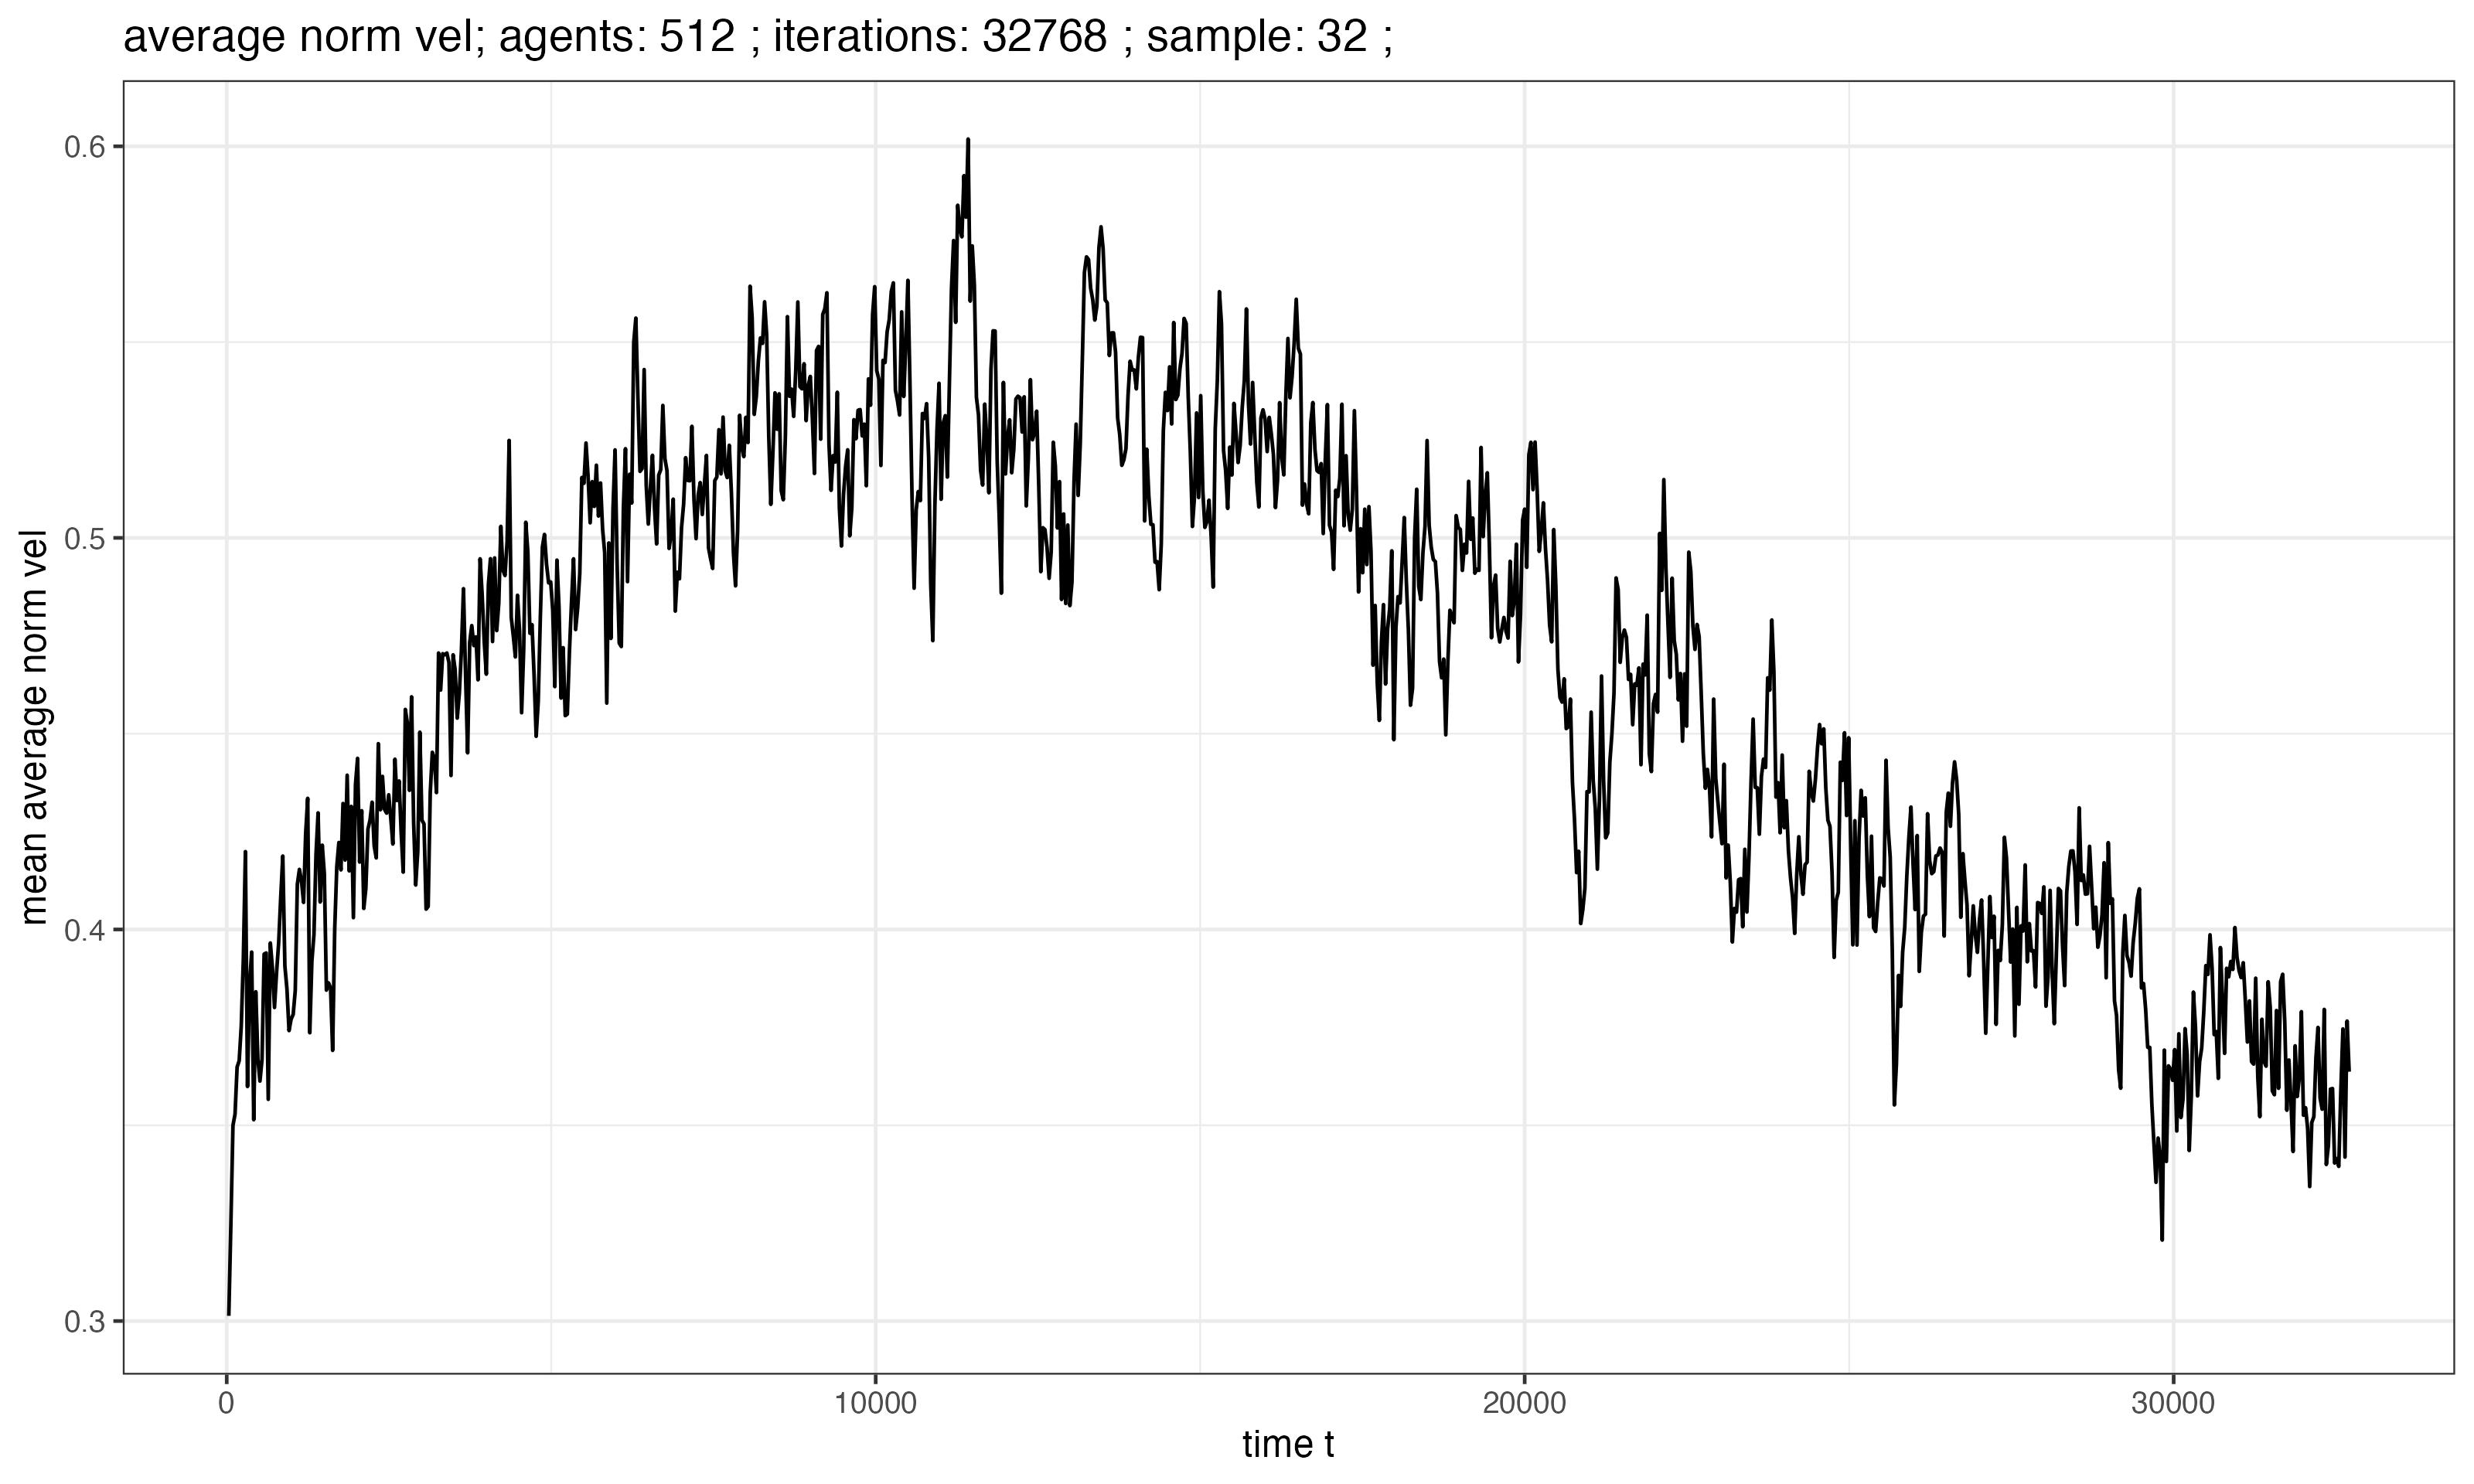 average norm vel; agents: 512 ; iterations: 32768 ; sample: 32 ;
mean average norm vel
0.6
0.5
0.4
0.3
0
10000
20000
30000
time t